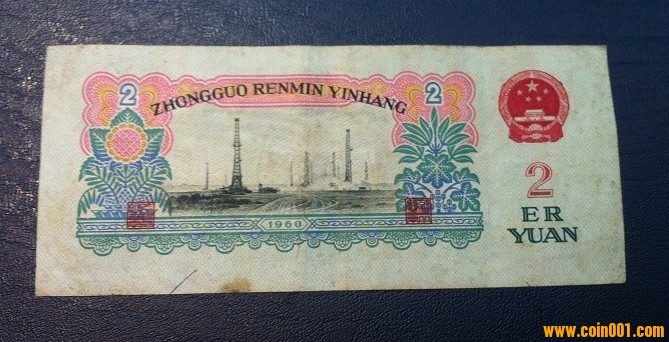 2 ZHONGGUO RENMIN YINHANG 2
2
ER
YUAN
1960
www.coin001.com